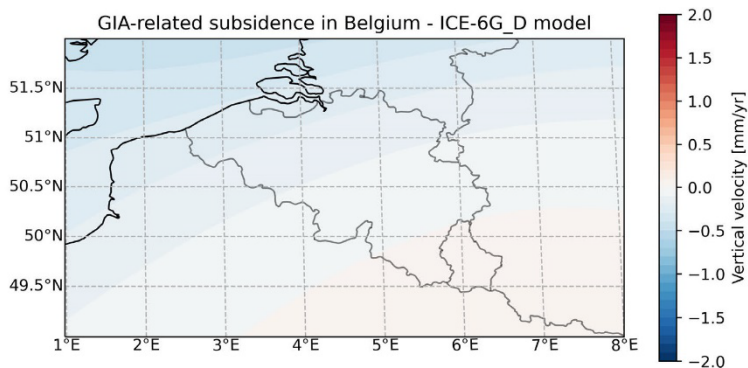 GIA-related subsidence in Belgium - ICE-6G_D model
2.0
1.5
1.0
0.5
0.0
−0.5
−1.0
−1.5
−2.0
Vertical velocity [mm/yr]
51.5°N
51°N
50.5°N
50°N
49.5°N
1°E 2°E 3°E 4°E 5°E 6°E 7°E 8°E